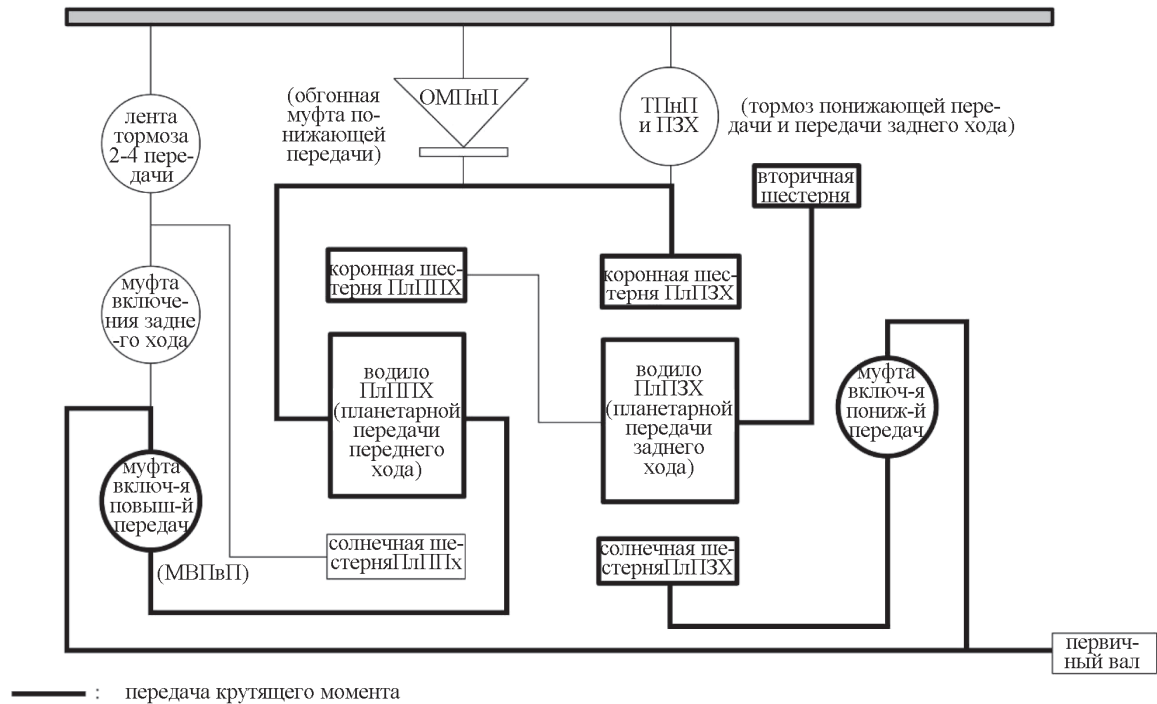 лента
тормоза
2-4 пере-
дачи
(обгонная
муфта по-
нижающей
передачи)
ОМПнП
ТПнП
и ПЗХ
(тормоз понижающей пере-
дачи и передачи заднего хода)
вторичная
шестерня
муфта
включе-
ния задне
-го хода
коронная шес-
терня ПлППХ
коронная шес-
терня ПлПЗХ
водило
ПлППХ
(планетарной
передачи
переднего
хода)
водило
ПлПЗХ
(планетарной
передачи
заднего
хода)
муфта
включ-я
пониж-й
передач
муфта
включ-я
повыш-й
передач
(МВПвП)
солнечная ше-
стерняПлППх
солнечная ше-
стерняПлПЗХ
первич-
ный вал
: передача крутящего момента